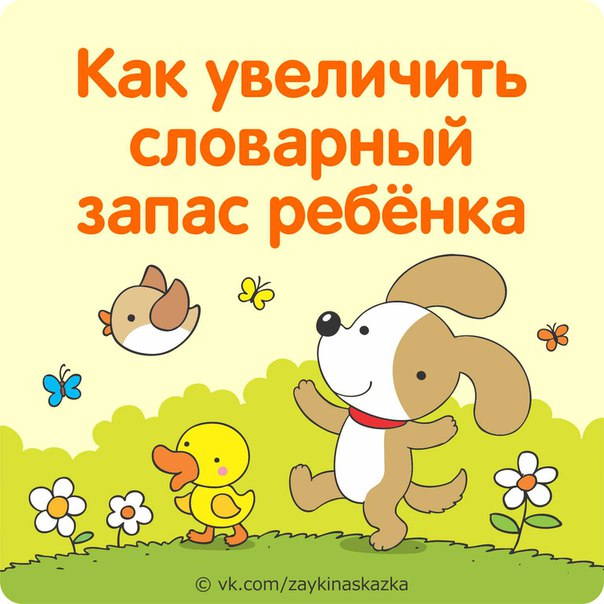 Как увеличить
словарный
запас ребёнка
© vk.com/zaykinaskazka